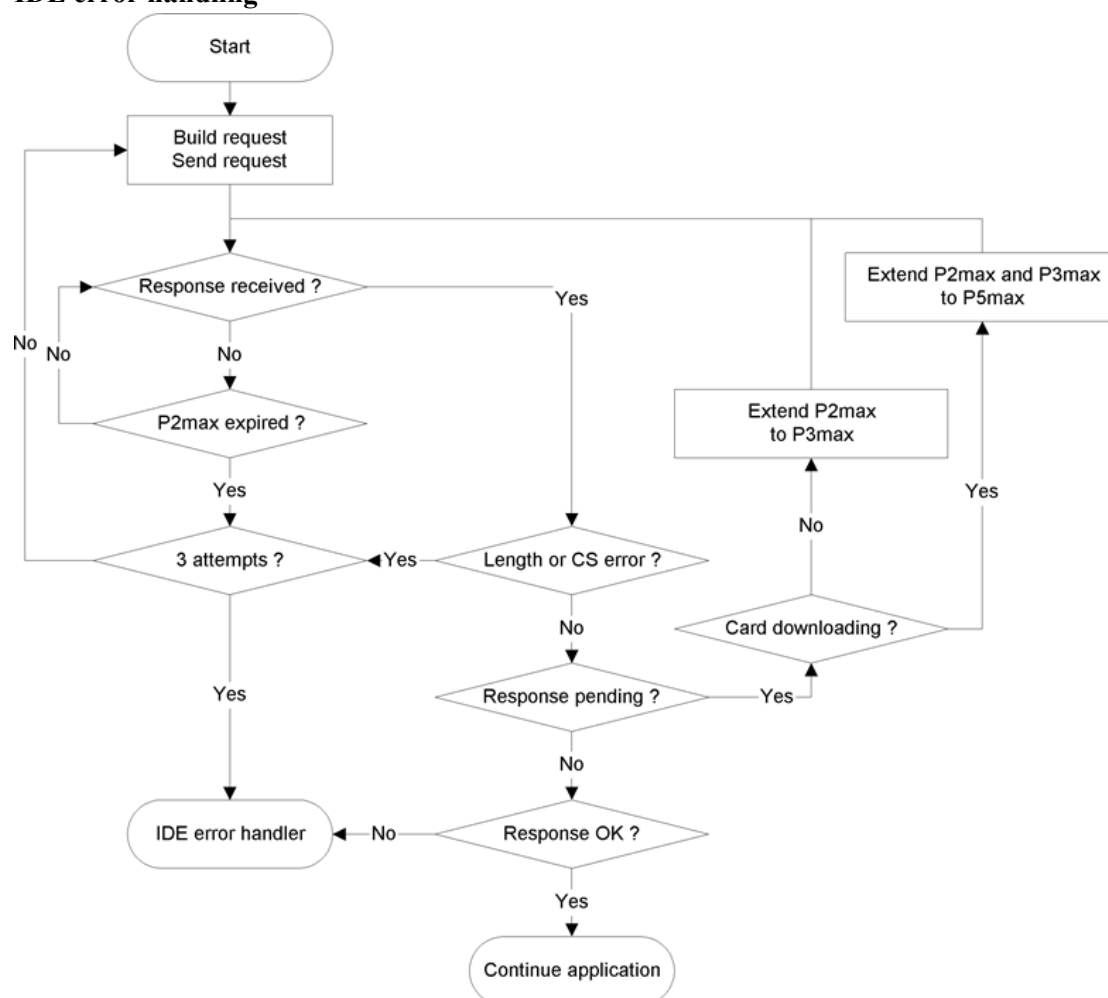 IDE error handling
Start
Build request
Send request
Response received ?
Yes
Extend P2max and P3max
to P5max
No
No
No
P2max expired ?
Extend P2max
to P3max
Yes
Yes
No
3 attempts ?
Yes
Length or CS error ?
No
Card downloading ?
Yes
Response pending ?
Yes
No
IDE error handler
No
Response OK ?
Yes
Continue application